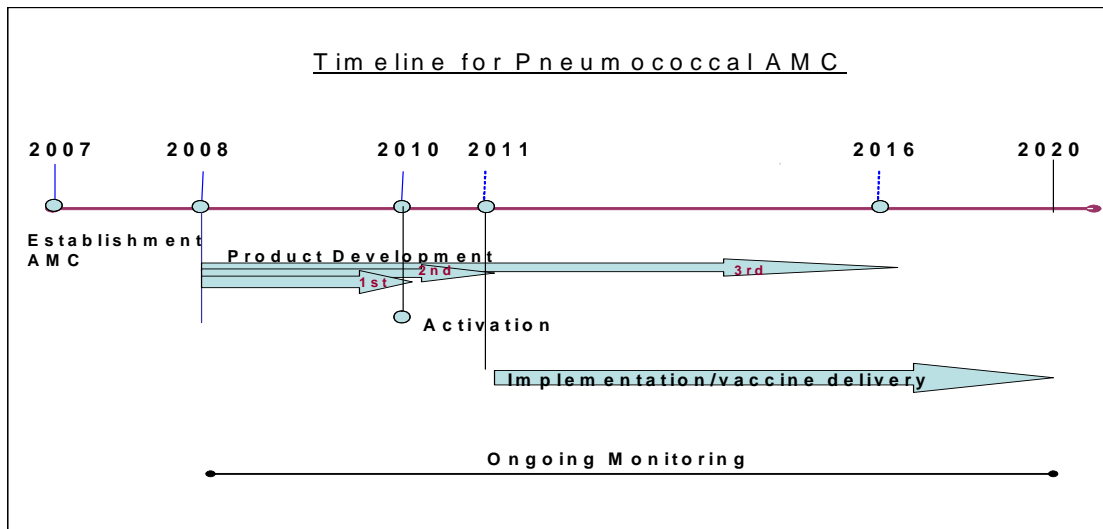 Timeline for Pneumococcal AMC
2007 2008 2010 2011 2016 2020
Establishment
AMC
Product Development
2nd
3rd
1st
Activation
Implementation/vaccine delivery
Ongoing Monitoring